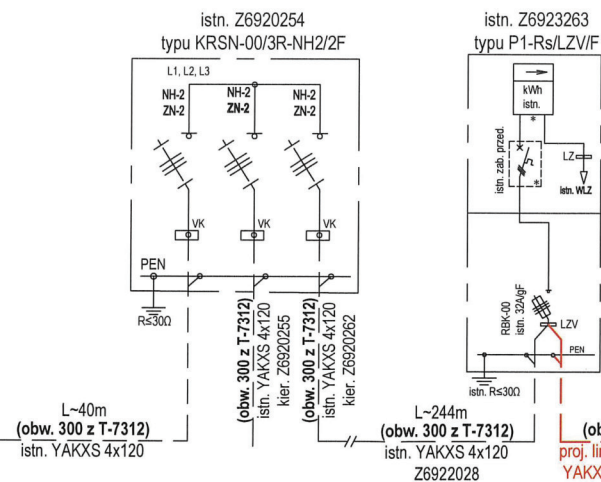 istn. Z6920254
typu KRSN-00/3R-NH2/2F
L1, L2, L3
NH-2
ZN-2
NH-2
ZN-2
NH-2
ZN-2
VK
VK
VK
PEN
R≤30Ω
(obw. 300 z T-7312)
istn. YAKXS 4x120
kier. Z6920255
(obw. 300 z T-7312)
istn. YAKXS 4x120
kier. Z6920262
L~40m
(obw. 300 z T-7312)
istn. YAKXS 4x120
L~244m
(obw. 300 z T-7312)
istn. YAKXS 4x120
Z6922028
istn. Z6923263
typu P1-Rs/LZV/F
kWh
istn.
*
istn. zab. przed.
*
LZ
istn. WLZ
RBK-00
istn. 32A/gF
LZV
PEN
istn. R≤30Ω
(ob
proj. li
YAKX